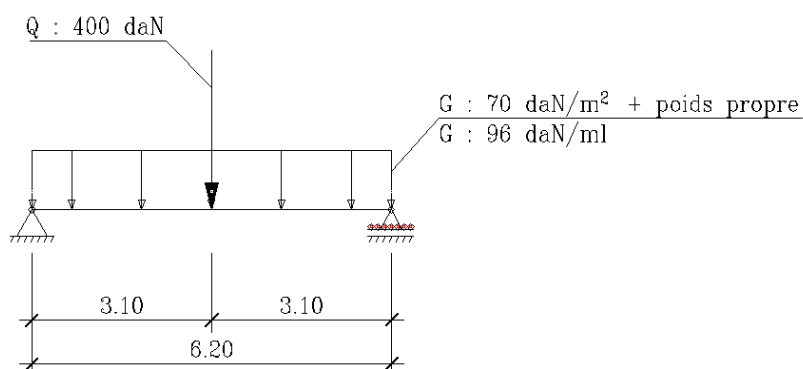 Q : 400 daN
G : 70 daN/m² + poids propre
G : 96 daN/ml
3.10
3.10
6.20